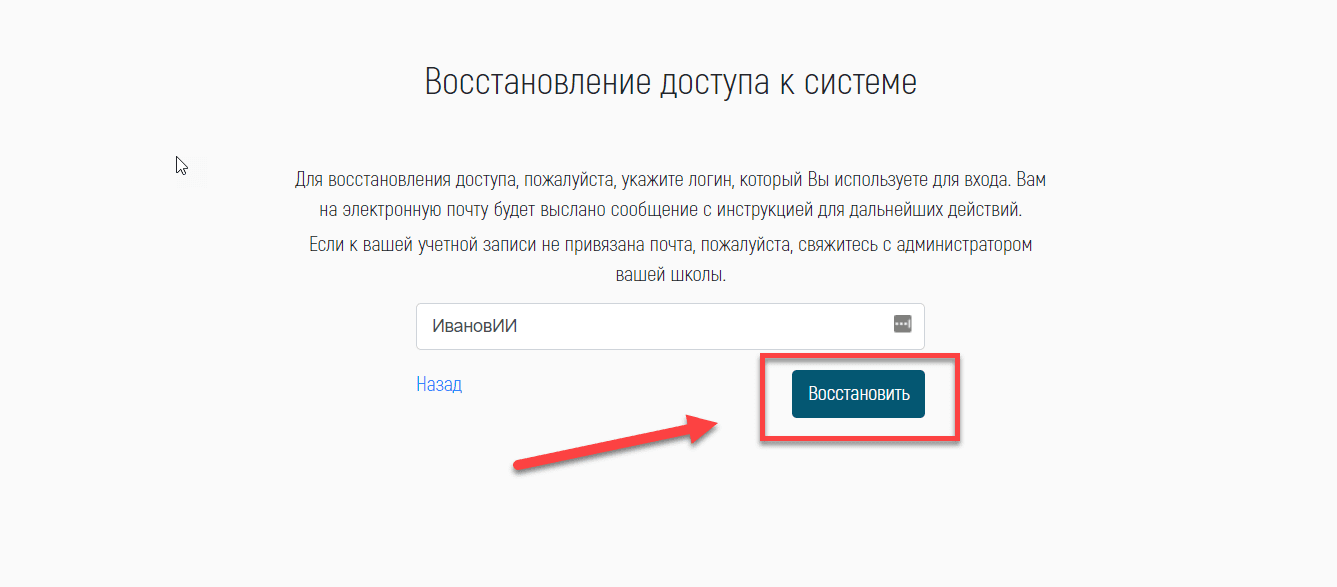 Восстановление доступа к системе
Для восстановления доступа, пожалуйста, укажите логин, который Вы используете для входа. Вам
на электронную почту будет выслано сообщение с инструкцией для дальнейших действий.
Если к вашей учетной записи не привязана почта, пожалуйста, свяжитесь с администратором
вашей школы.
ИвановИИ
Назад
Восстановить